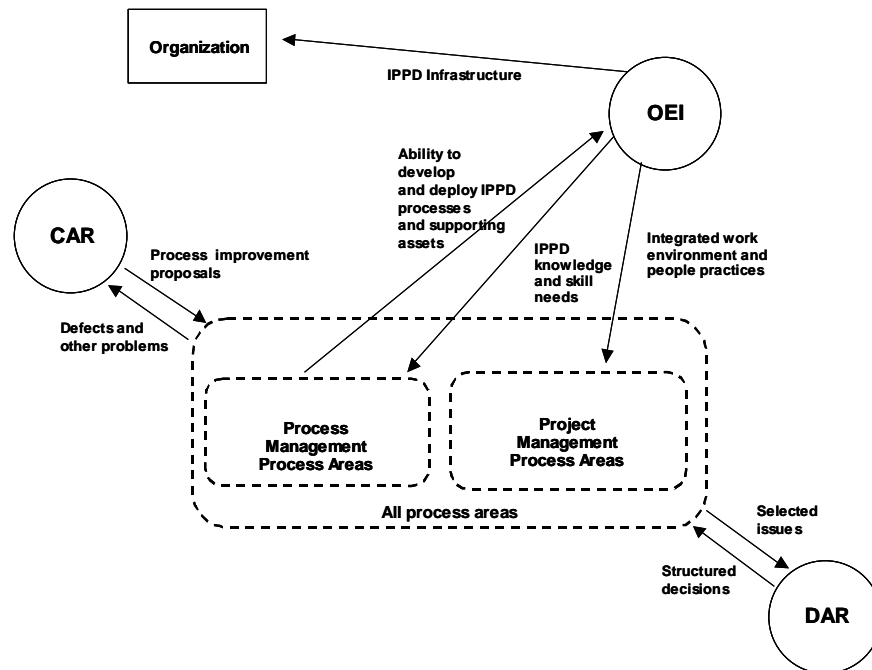 Organization
IPPD Infrastructure
OEI
Ability to
develop
and deploy IPPD
processes
and supporting
assets
CAR
Process improvement
proposals
IPPD
knowledge
and skill
needs
Integrated work
environment and
people practices
Defects and
other problems
Process
Management
Process Areas
Project
Management
Process Areas
All process areas
Selected
issues
Structured
decisions
DAR